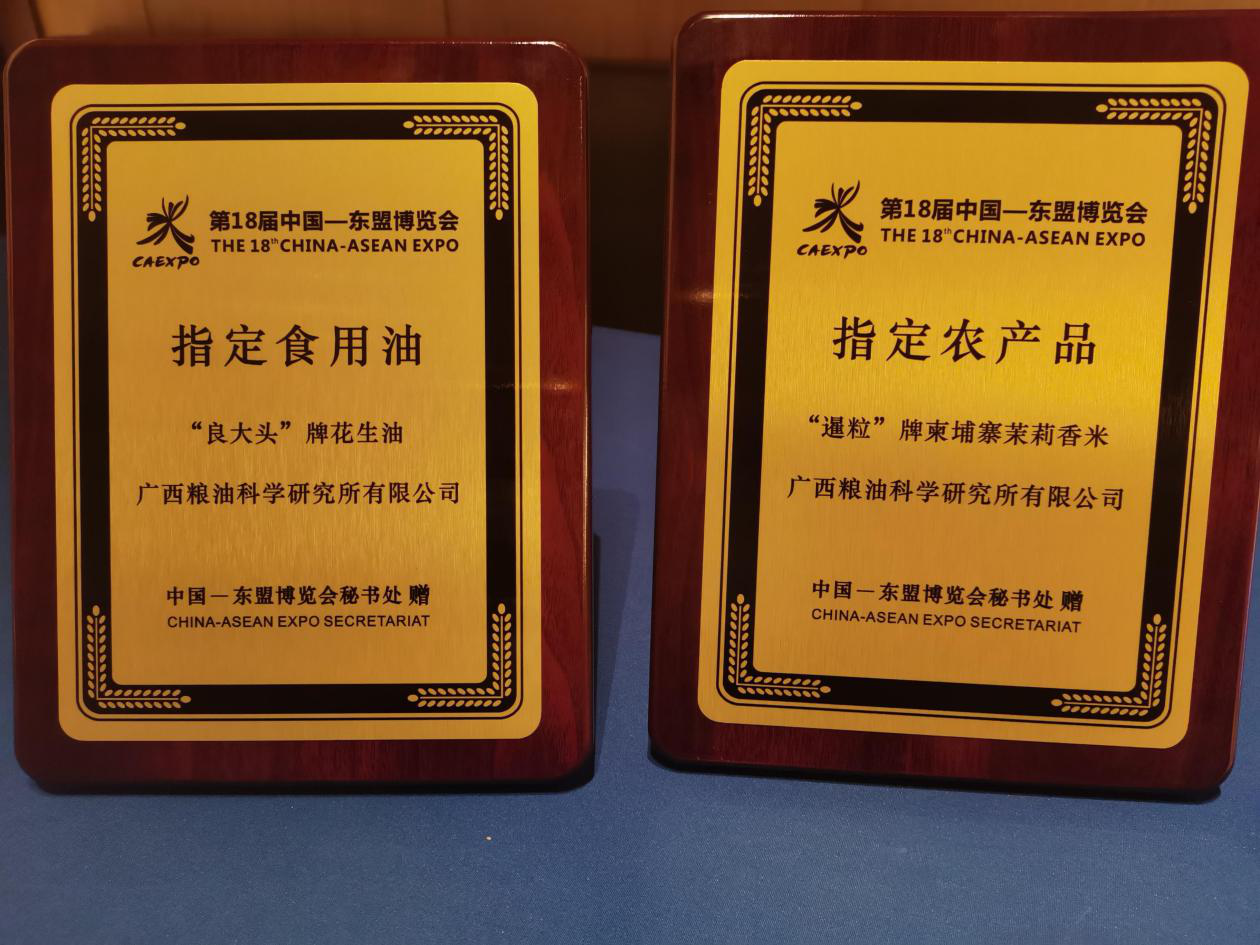 第18届中国—东盟博览会
THE 18th CHINA-ASEAN EXPO
CAEXPO
指定食用油
“良大头”牌花生油
广西粮油科学研究所有限公司
中国—东盟博览会秘书处 赠
CHINA-ASEAN EXPO SECRETARIAT
第18届中国—东盟博览会
THE 18th CHINA-ASEAN EXPO
CAEXPO
指定农产品
“暹粒”牌柬埔寨茉莉香米
广西粮油科学研究所有限公司
中国—东盟博览会秘书处 赠
CHINA-ASEAN EXPO SECRETARIAT